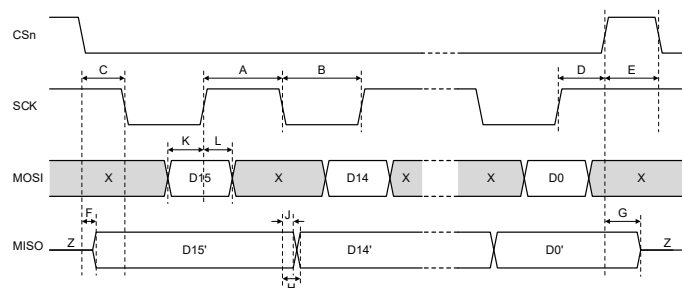 CSn
C A B D E
SCK
K L
MOSI X D15 X D14 X X D0 X
F J G
MISO Z D15' D14' D0' Z
H